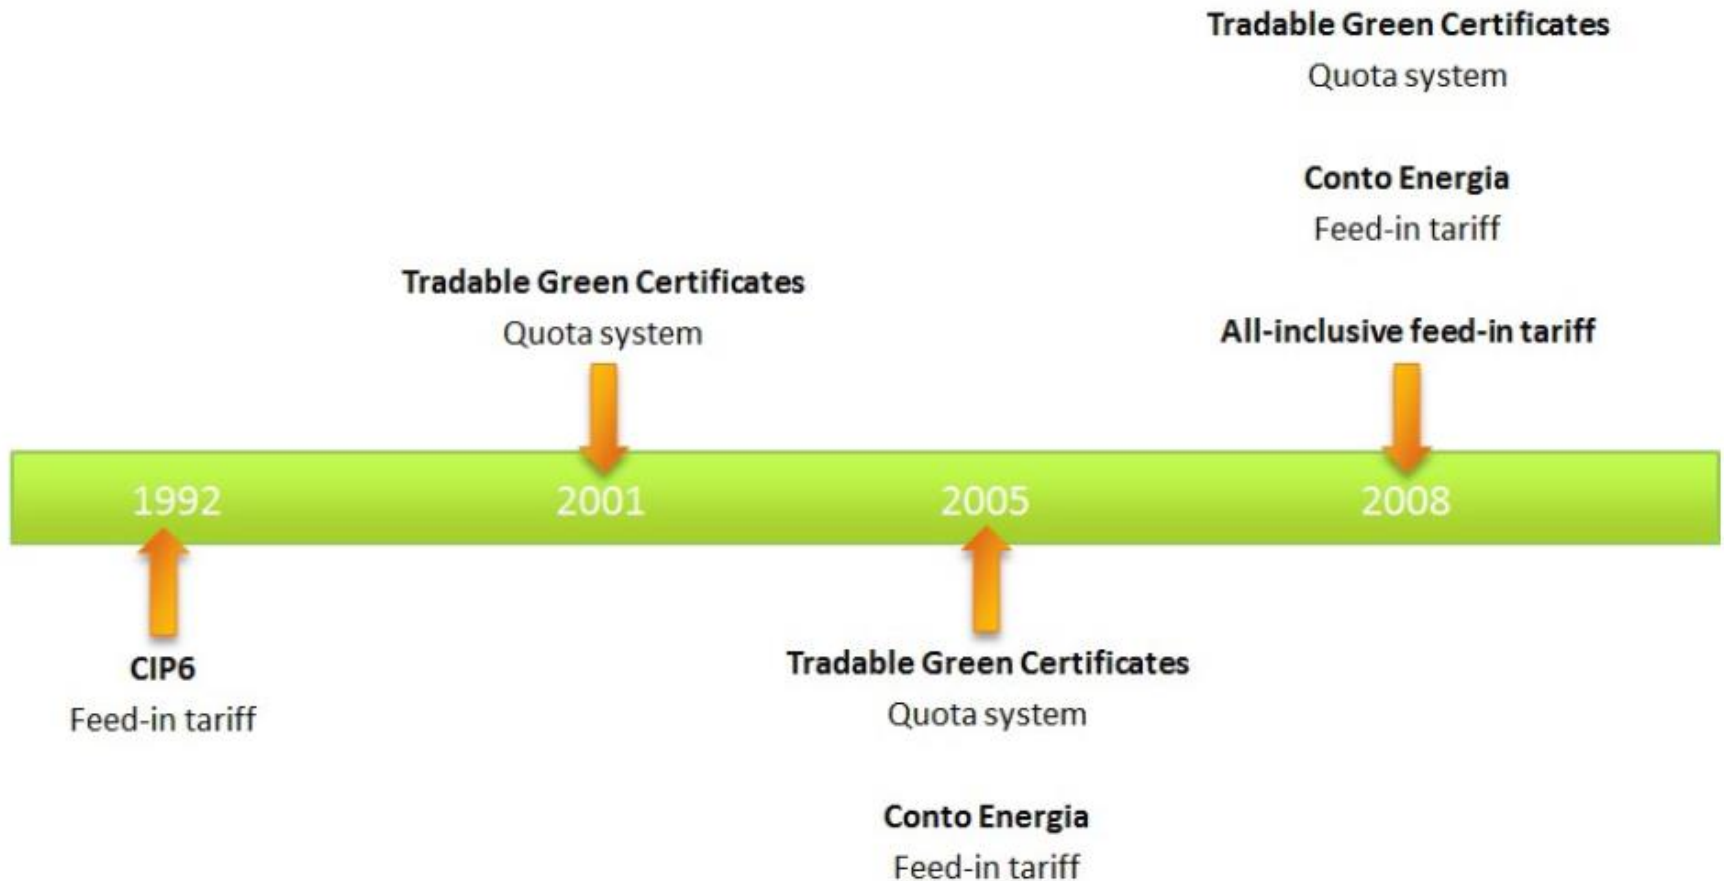 Tradable Green Certificates
Quota system
Conto Energia
Feed-in tariff
All-inclusive feed-in tariff
Tradable Green Certificates
Quota system
1992
2001
2005
2008
CIP6
Feed-in tariff
Tradable Green Certificates
Quota system
Conto Energia
Feed-in tariff